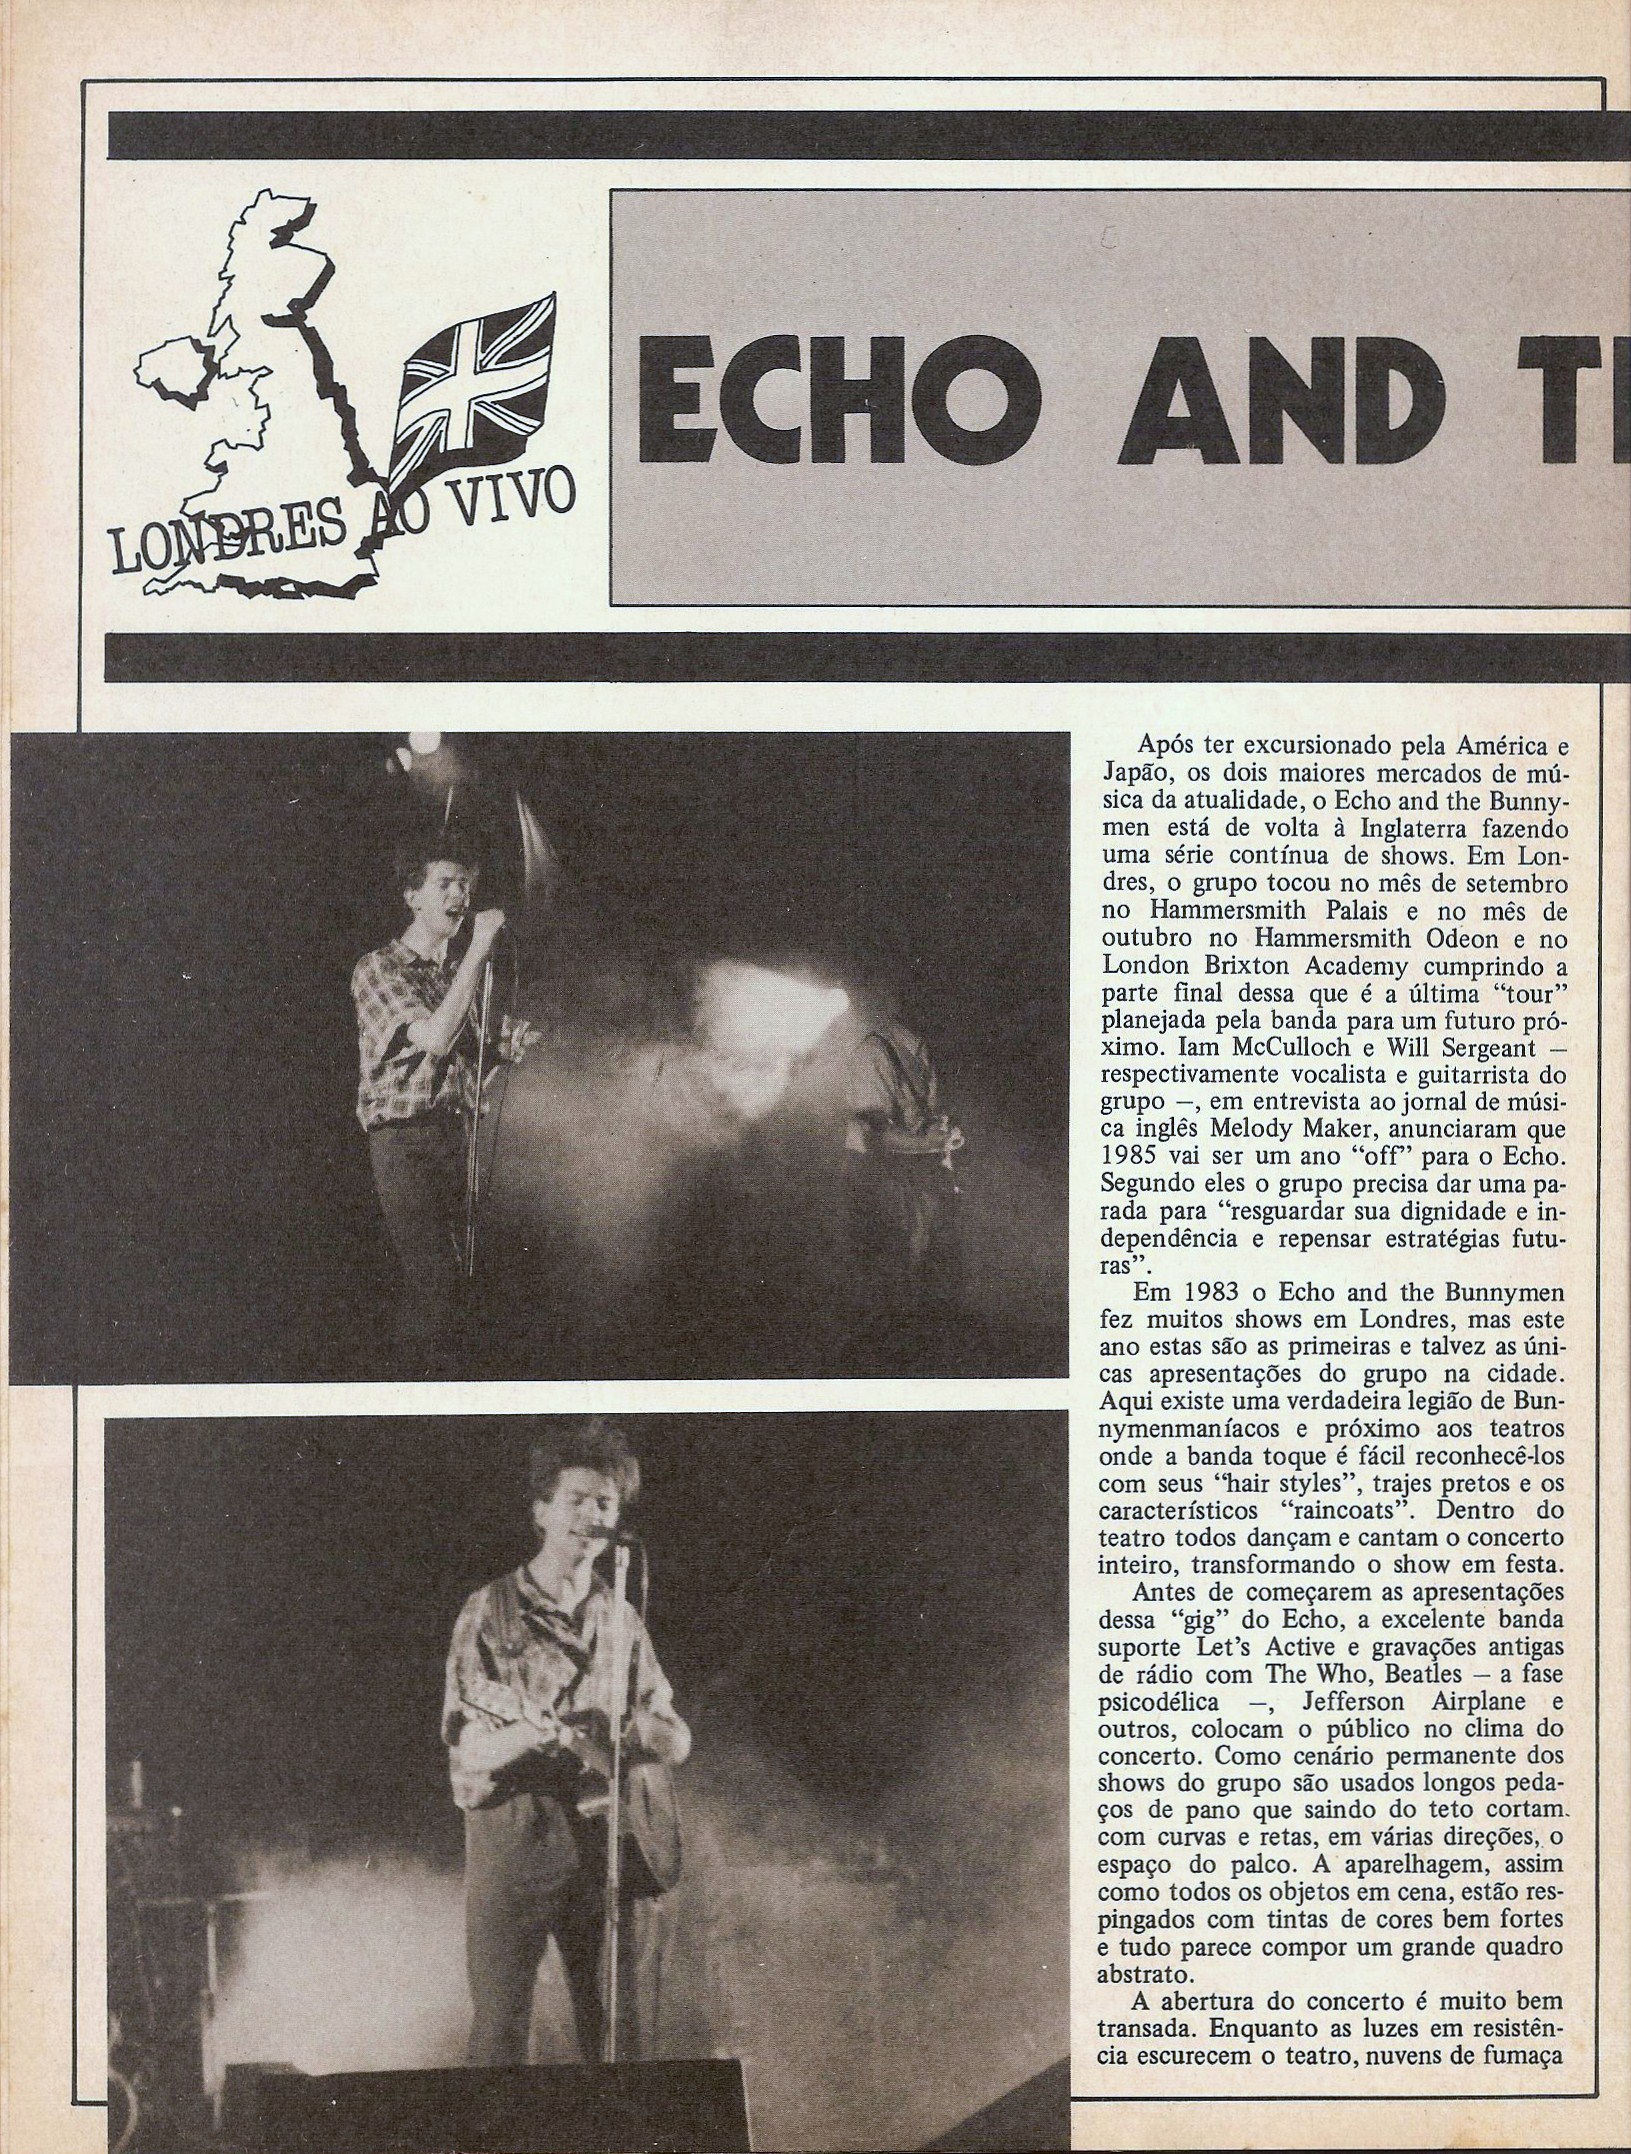 LONDRES AO VIVO
ECHO AND T
Após ter excursionado pela América e
Japão, os dois maiores mercados de mú-
sica da atualidade, o Echo and the Bunny-
men está de volta à Inglaterra fazendo
uma série contínua de shows. Em Lon-
dres, o grupo tocou no mês de setembro
no Hammersmith Palais e no mês de
outubro no Hammersmith Odeon e no
London Brixton Academy cumprindo a
parte final dessa que é a última “tour”
planejada pela banda para um futuro pró-
ximo. Iam McCulloch e Will Sergeant —
respectivamente vocalista e guitarrista do
grupo —, em entrevista ao jornal de músi-
ca inglês Melody Maker, anunciaram que
1985 vai ser um ano “off” para o Echo.
Segundo eles o grupo precisa dar uma pa-
rada para “resguardar sua dignidade e in-
dependência e repensar estratégias futu-
ras”.
Em 1983 o Echo and the Bunnymen
fez muitos shows em Londres, mas este
ano estas são as primeiras e talvez as úni-
cas apresentações do grupo na cidade.
Aqui existe uma verdadeira legião de Bun-
nymenmaníacos e próximo aos teatros
onde a banda toque é fácil reconhecê-los
com seus “hair styles”, trajes pretos e os
característicos “raincoats”. Dentro do
teatro todos dançam e cantam o concerto
inteiro, transformando o show em festa.
Antes de começarem as apresentações
dessa “gig” do Echo, a excelente banda
suporte Let’s Active e gravações antigas
de rádio com The Who, Beatles — a fase
psicodélica —, Jefferson Airplane e
outros, colocam o público no clima do
concerto. Como cenário permanente dos
shows do grupo são usados longos peda-
ços de pano que saindo do teto cortam
com curvas e retas, em várias direções, o
espaço do palco. A aparelhagem, assim
como todos os objetos em cena, estão res-
pingados com tintas de cores bem fortes
e tudo parece compor um grande quadro
abstrato.
A abertura do concerto é muito bem
transada. Enquanto as luzes em resistên-
cia escurecem o teatro, nuvens de fumaça